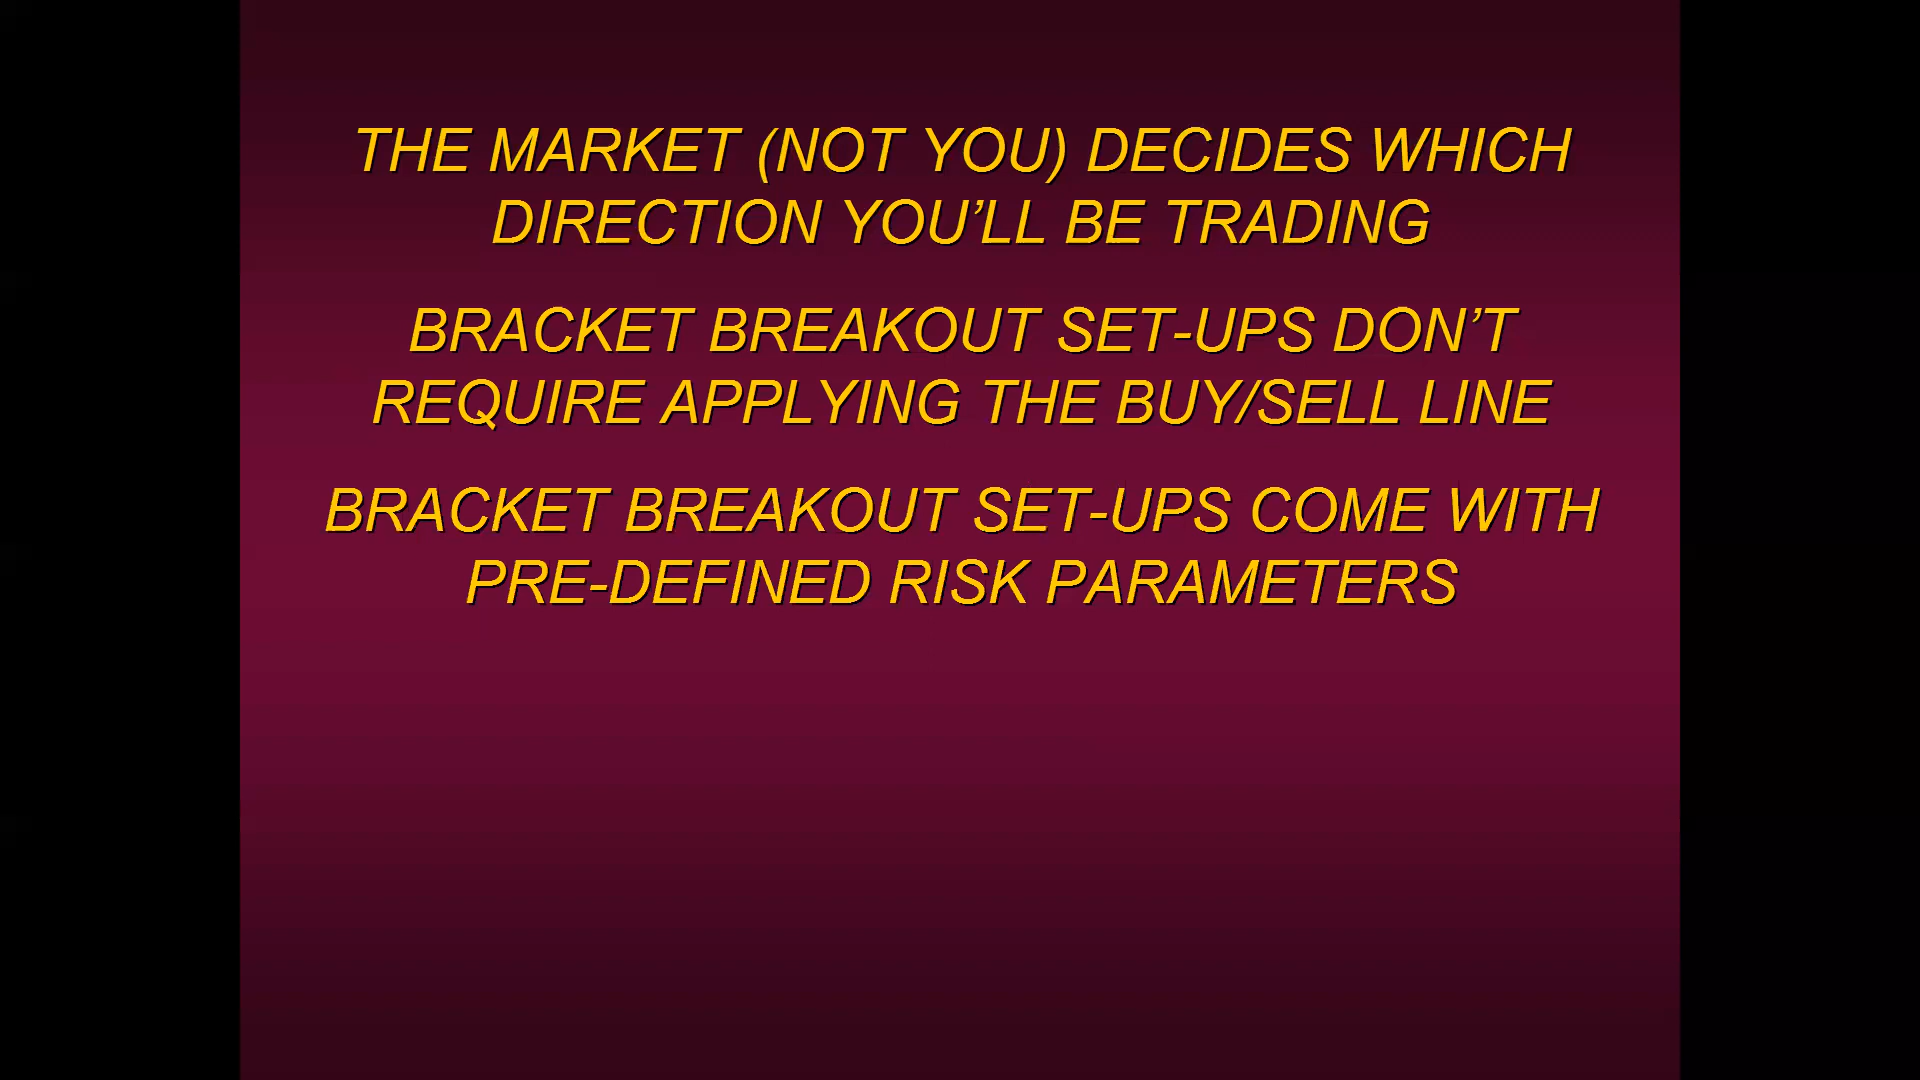 THE MARKET (NOT YOU) DECIDES WHICH
DIRECTION YOU’LL BE TRADING
BRACKET BREAKOUT SET-UPS DON’T
REQUIRE APPLYING THE BUY/SELL LINE
BRACKET BREAKOUT SET-UPS COME WITH
PRE-DEFINED RISK PARAMETERS